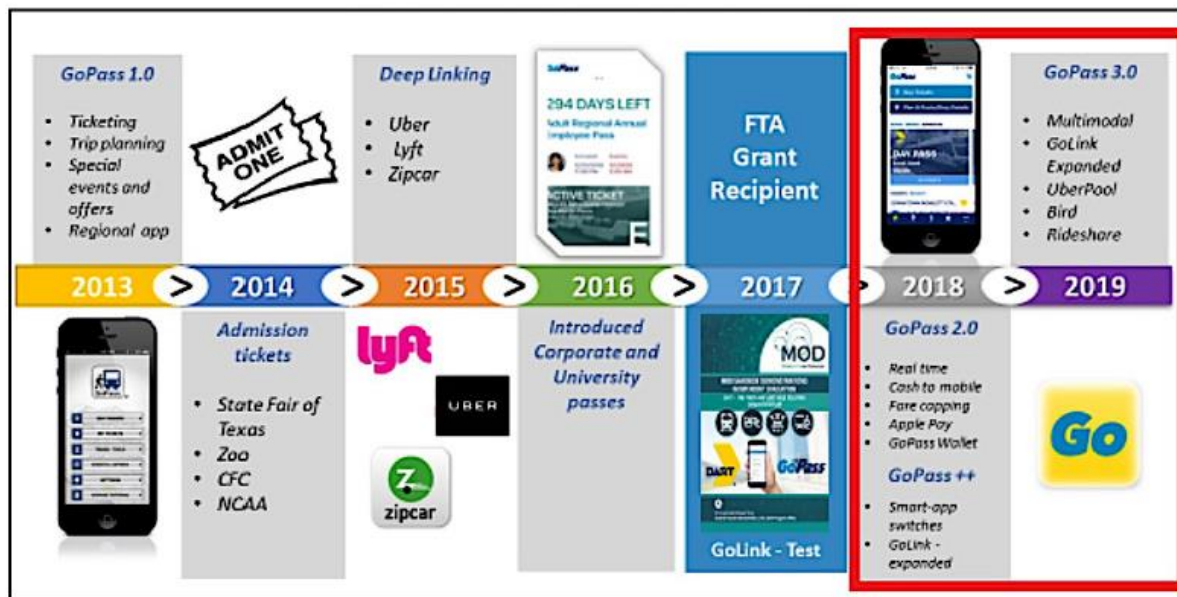 GoPass 1.0
• Ticketing
• Trip planning
• Special
events and
offers
• Regional app
ADMIT
ONE
Deep Linking
• Uber
• Lyft
• Zipcar
GoPass
294 DAYS LEFT
Adult Regional Annual
Employee Pass
ACTIVE TICKET
E
FTA
Grant
Recipient
GoPass
DAY PASS
GoPass 3.0
• Multimodal
• GoLink
Expanded
• UberPool
• Bird
• Rideshare
2013 > 2014 > 2015 > 2016 > 2017 > 2018 > 2019
Admission
tickets
• State Fair of
Texas
• Zoo
• CFC
• NCAA
lyft
UBER
Z
zipcar
Introduced
Corporate and
University
passes
MOD
DART
GoPass
GoLink - Test
GoPass 2.0
• Real time
• Cash to mobile
• Fare capping
• Apple Pay
• GoPass Wallet
GoPass ++
• Smart-app
switches
• GoLink -
expanded
Go